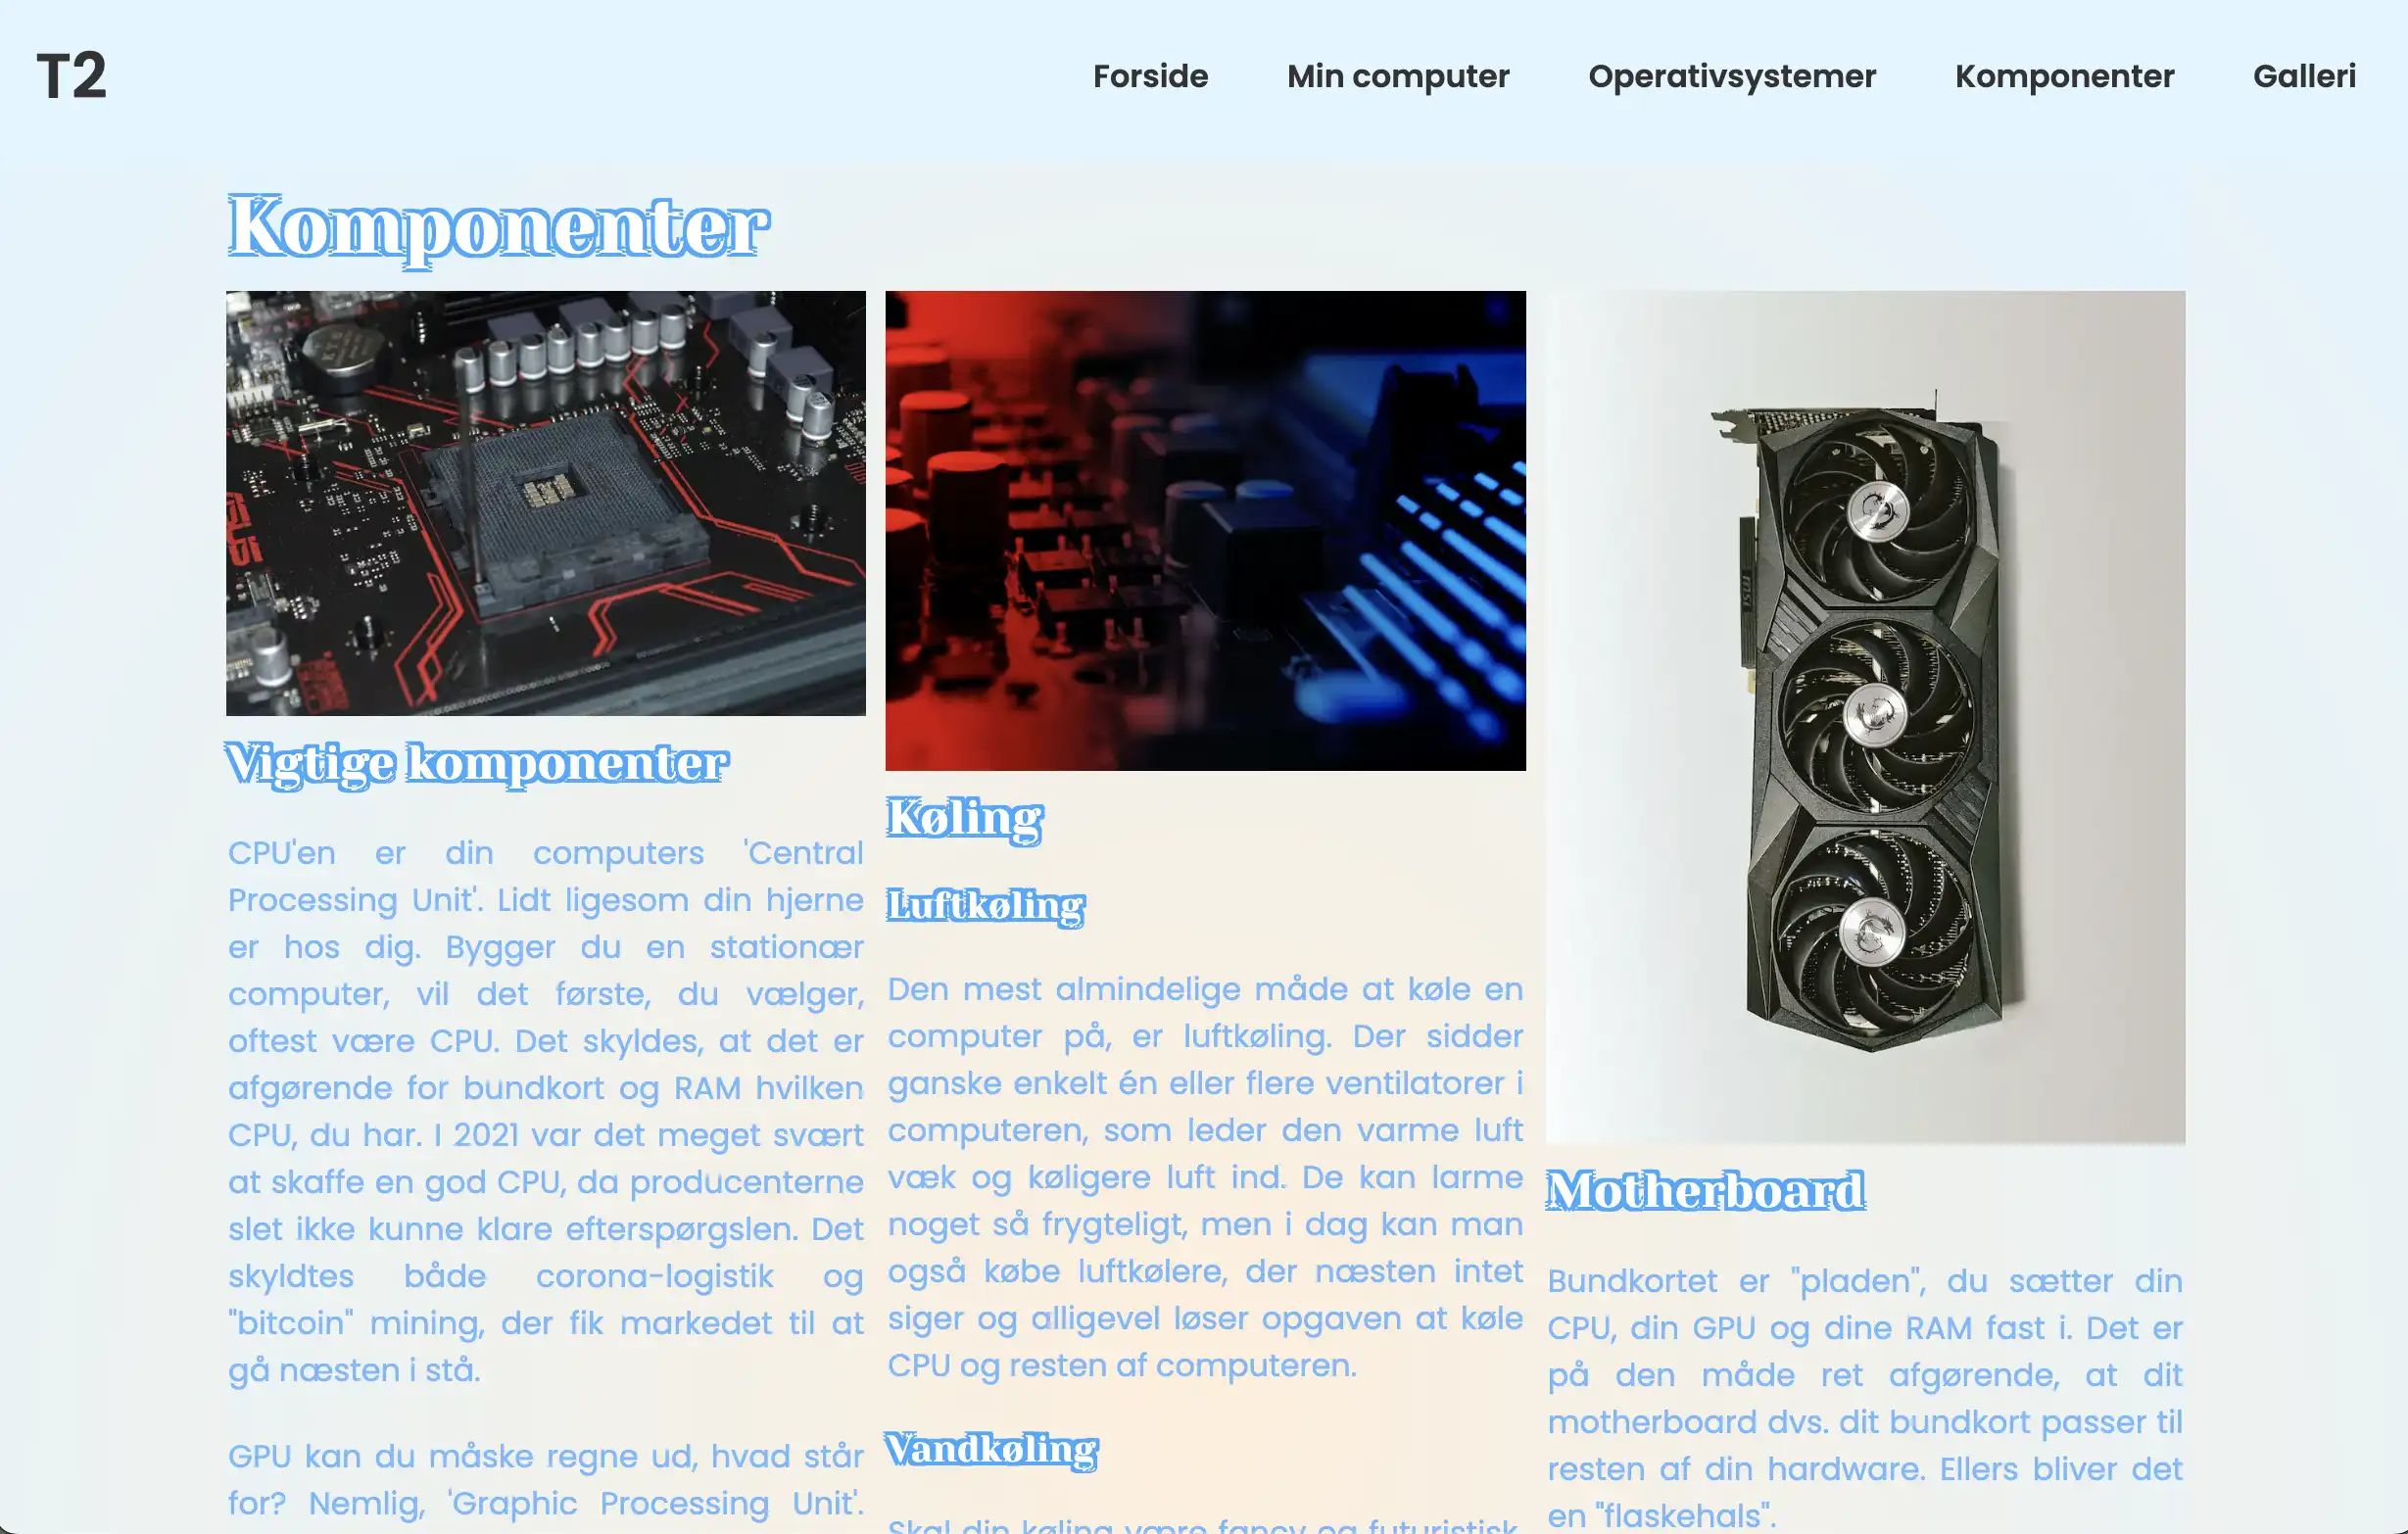 T2
Forside
Min computer
Operativsystemer
Komponenter
Galleri
Komponenter
Vigtige komponenter
CPU'en er din computers 'Central
Processing Unit'. Lidt ligesom din hjerne
er hos dig. Bygger du en stationær
computer, vil det første, du vælger,
oftest være CPU. Det skyldes, at det er
afgørende for bundkort og RAM hvilken
CPU, du har. I 2021 var det meget svært
at skaffe en god CPU, da producenterne
slet ikke kunne klare efterspørgslen. Det
skyldtes både corona-logistik og
"bitcoin" mining, der fik markedet til at
gå næsten i stå.
GPU kan du måske regne ud, hvad står
for? Nemlig, 'Graphic Processing Unit'.
Køling
Luftkøling
Den mest almindelige måde at køle en
computer på, er luftkøling. Der sidder
ganske enkelt én eller flere ventilatorer i
computeren, som leder den varme luft
væk og køligere luft ind. De kan larme
noget så frygteligt, men i dag kan man
også købe luftkølere, der næsten intet
siger og alligevel løser opgaven at køle
CPU og resten af computeren.
Vandkøling
Skal din køling være fancy og futuristisk,
Motherboard
Bundkortet er "pladen", du sætter din
CPU, din GPU og dine RAM fast i. Det er
på den måde ret afgørende, at dit
motherboard dvs. dit bundkort passer til
resten af din hardware. Ellers bliver det
en "flaskehals".